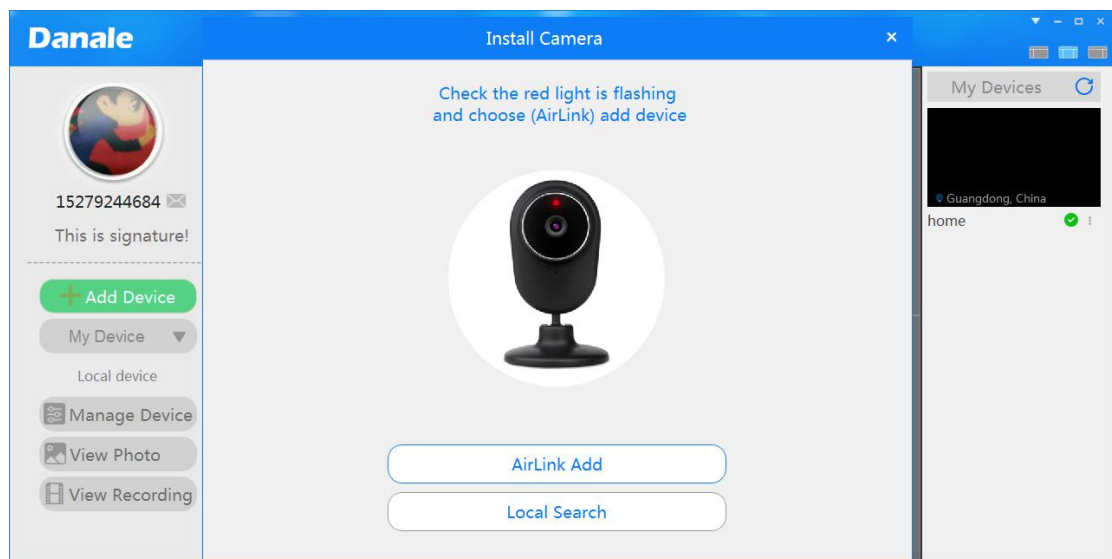 Danale
Install Camera
Check the red light is flashing
and choose (AirLink) add device
15279244684
This is signature!
Add Device
My Device
Local device
Manage Device
View Photo
View Recording
AirLink Add
Local Search
My Devices
Guangdong, China
home